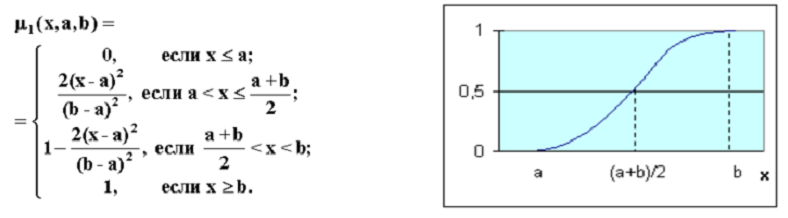 μ₁(x,a,b)=
= { 0, если x ≤ a;
2(x - a)² / (b - a)², если a < x ≤ (a + b)/2;
1 − 2(x - a)² / (b - a)², если (a + b)/2 < x < b;
1, если x ≥ b.
1
0,5
0
a (a+b)/2 b x